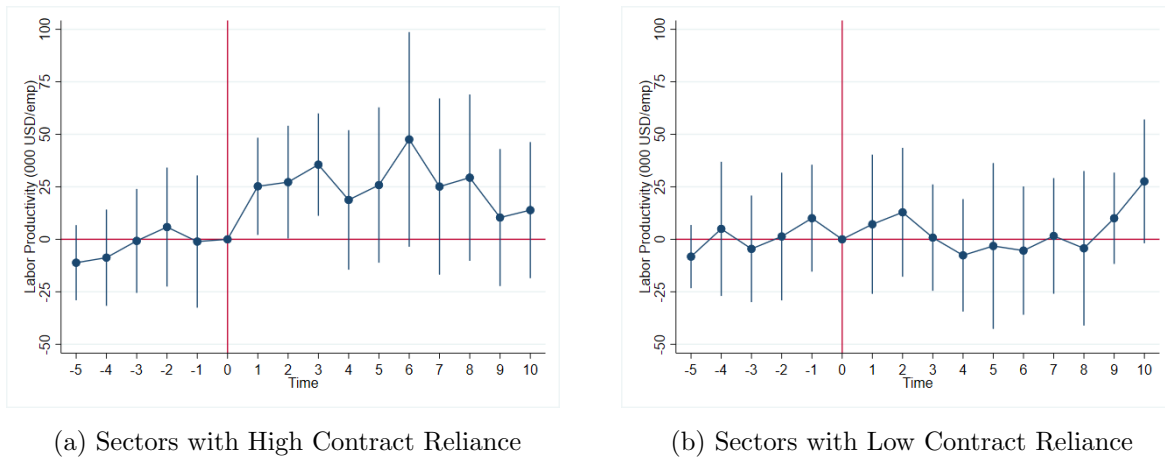 Labor Productivity (000 USD/emp)
100
75
50
25
0
-25
-50
-5 -4 -3 -2 -1 0 1 2 3 4 5 6 7 8 9 10
Time
(a) Sectors with High Contract Reliance
Labor Productivity (000 USD/emp)
100
75
50
25
0
-25
-50
-5 -4 -3 -2 -1 0 1 2 3 4 5 6 7 8 9 10
Time
(b) Sectors with Low Contract Reliance